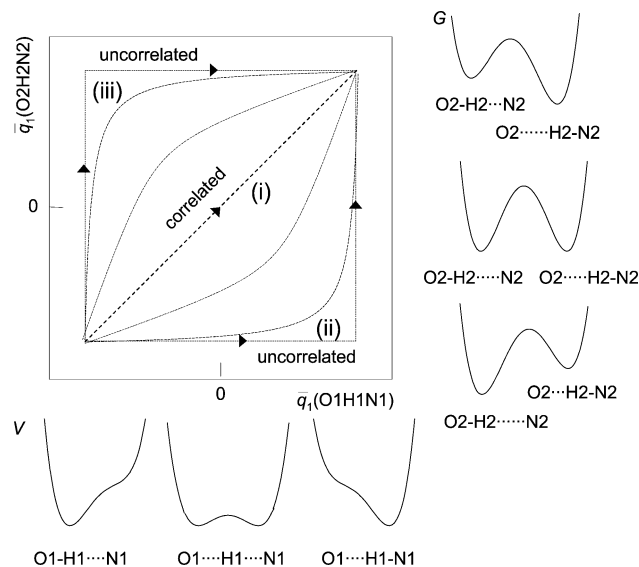 G
uncorrelated
(iii)
q̄₁(O2H2N2)
O2-H2···N2
O2······H2-N2
correlated
(i)
0
O2-H2·····N2 O2·····H2-N2
(ii)
uncorrelated
O2···H2-N2
0
q̄₁(O1H1N1)
O2-H2······N2
V
O1-H1····N1 O1····H1····N1 O1····H1-N1